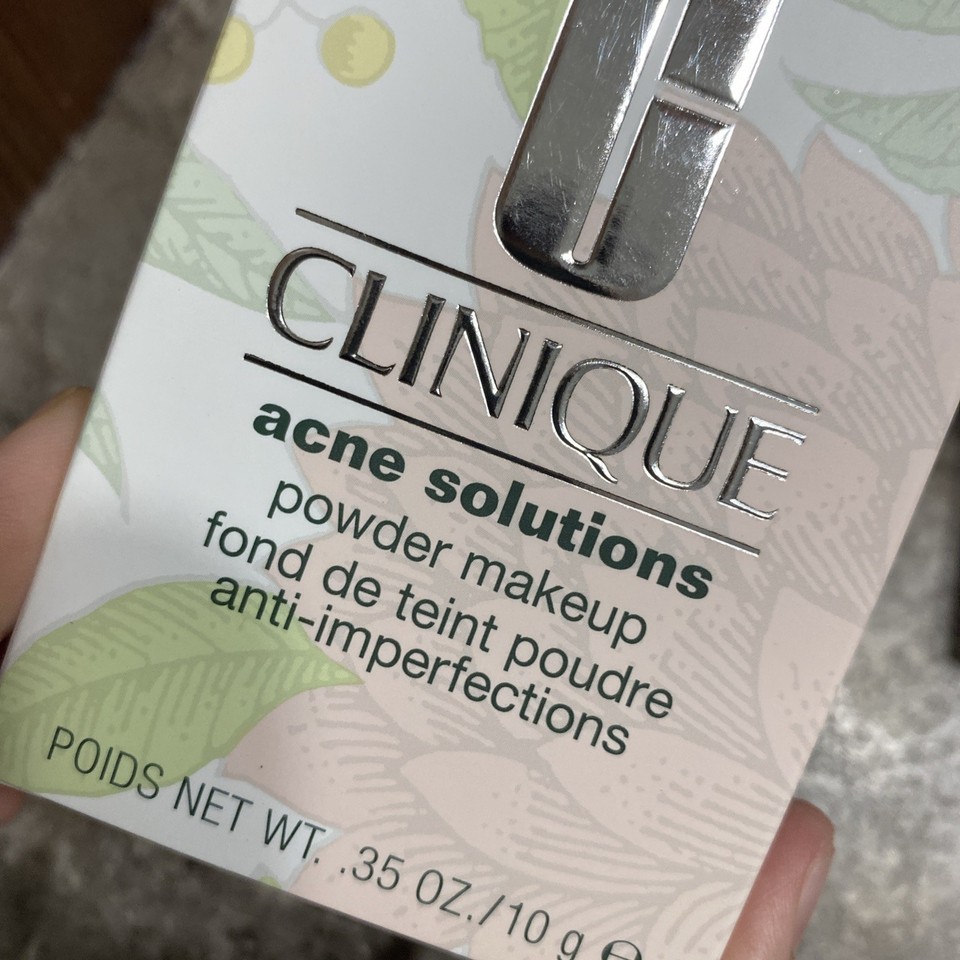 CLINIQUE
acne solutions
powder makeup
fond de teint poudre
anti-imperfections
POIDS NET WT. .35 OZ./10 g ℮